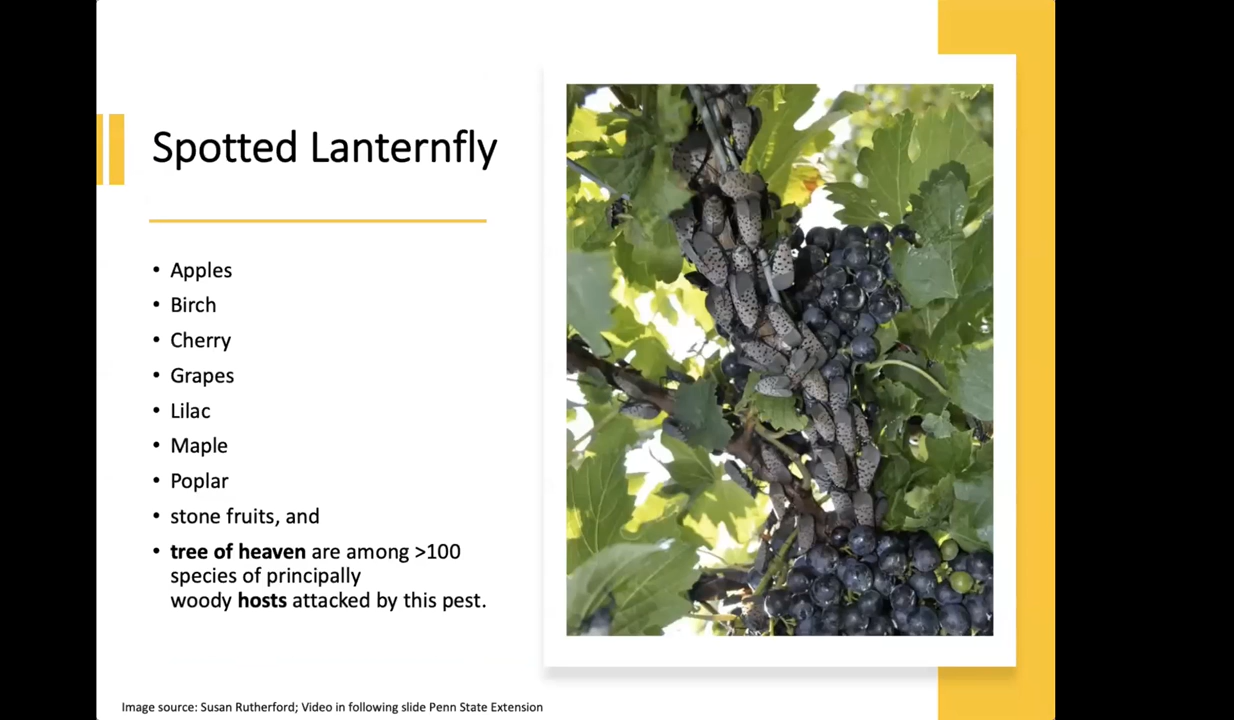 Spotted Lanternfly
• Apples
• Birch
• Cherry
• Grapes
• Lilac
• Maple
• Poplar
• stone fruits, and
• tree of heaven are among >100
species of principally
woody hosts attacked by this pest.
Image source: Susan Rutherford; Video in following slide Penn State Extension